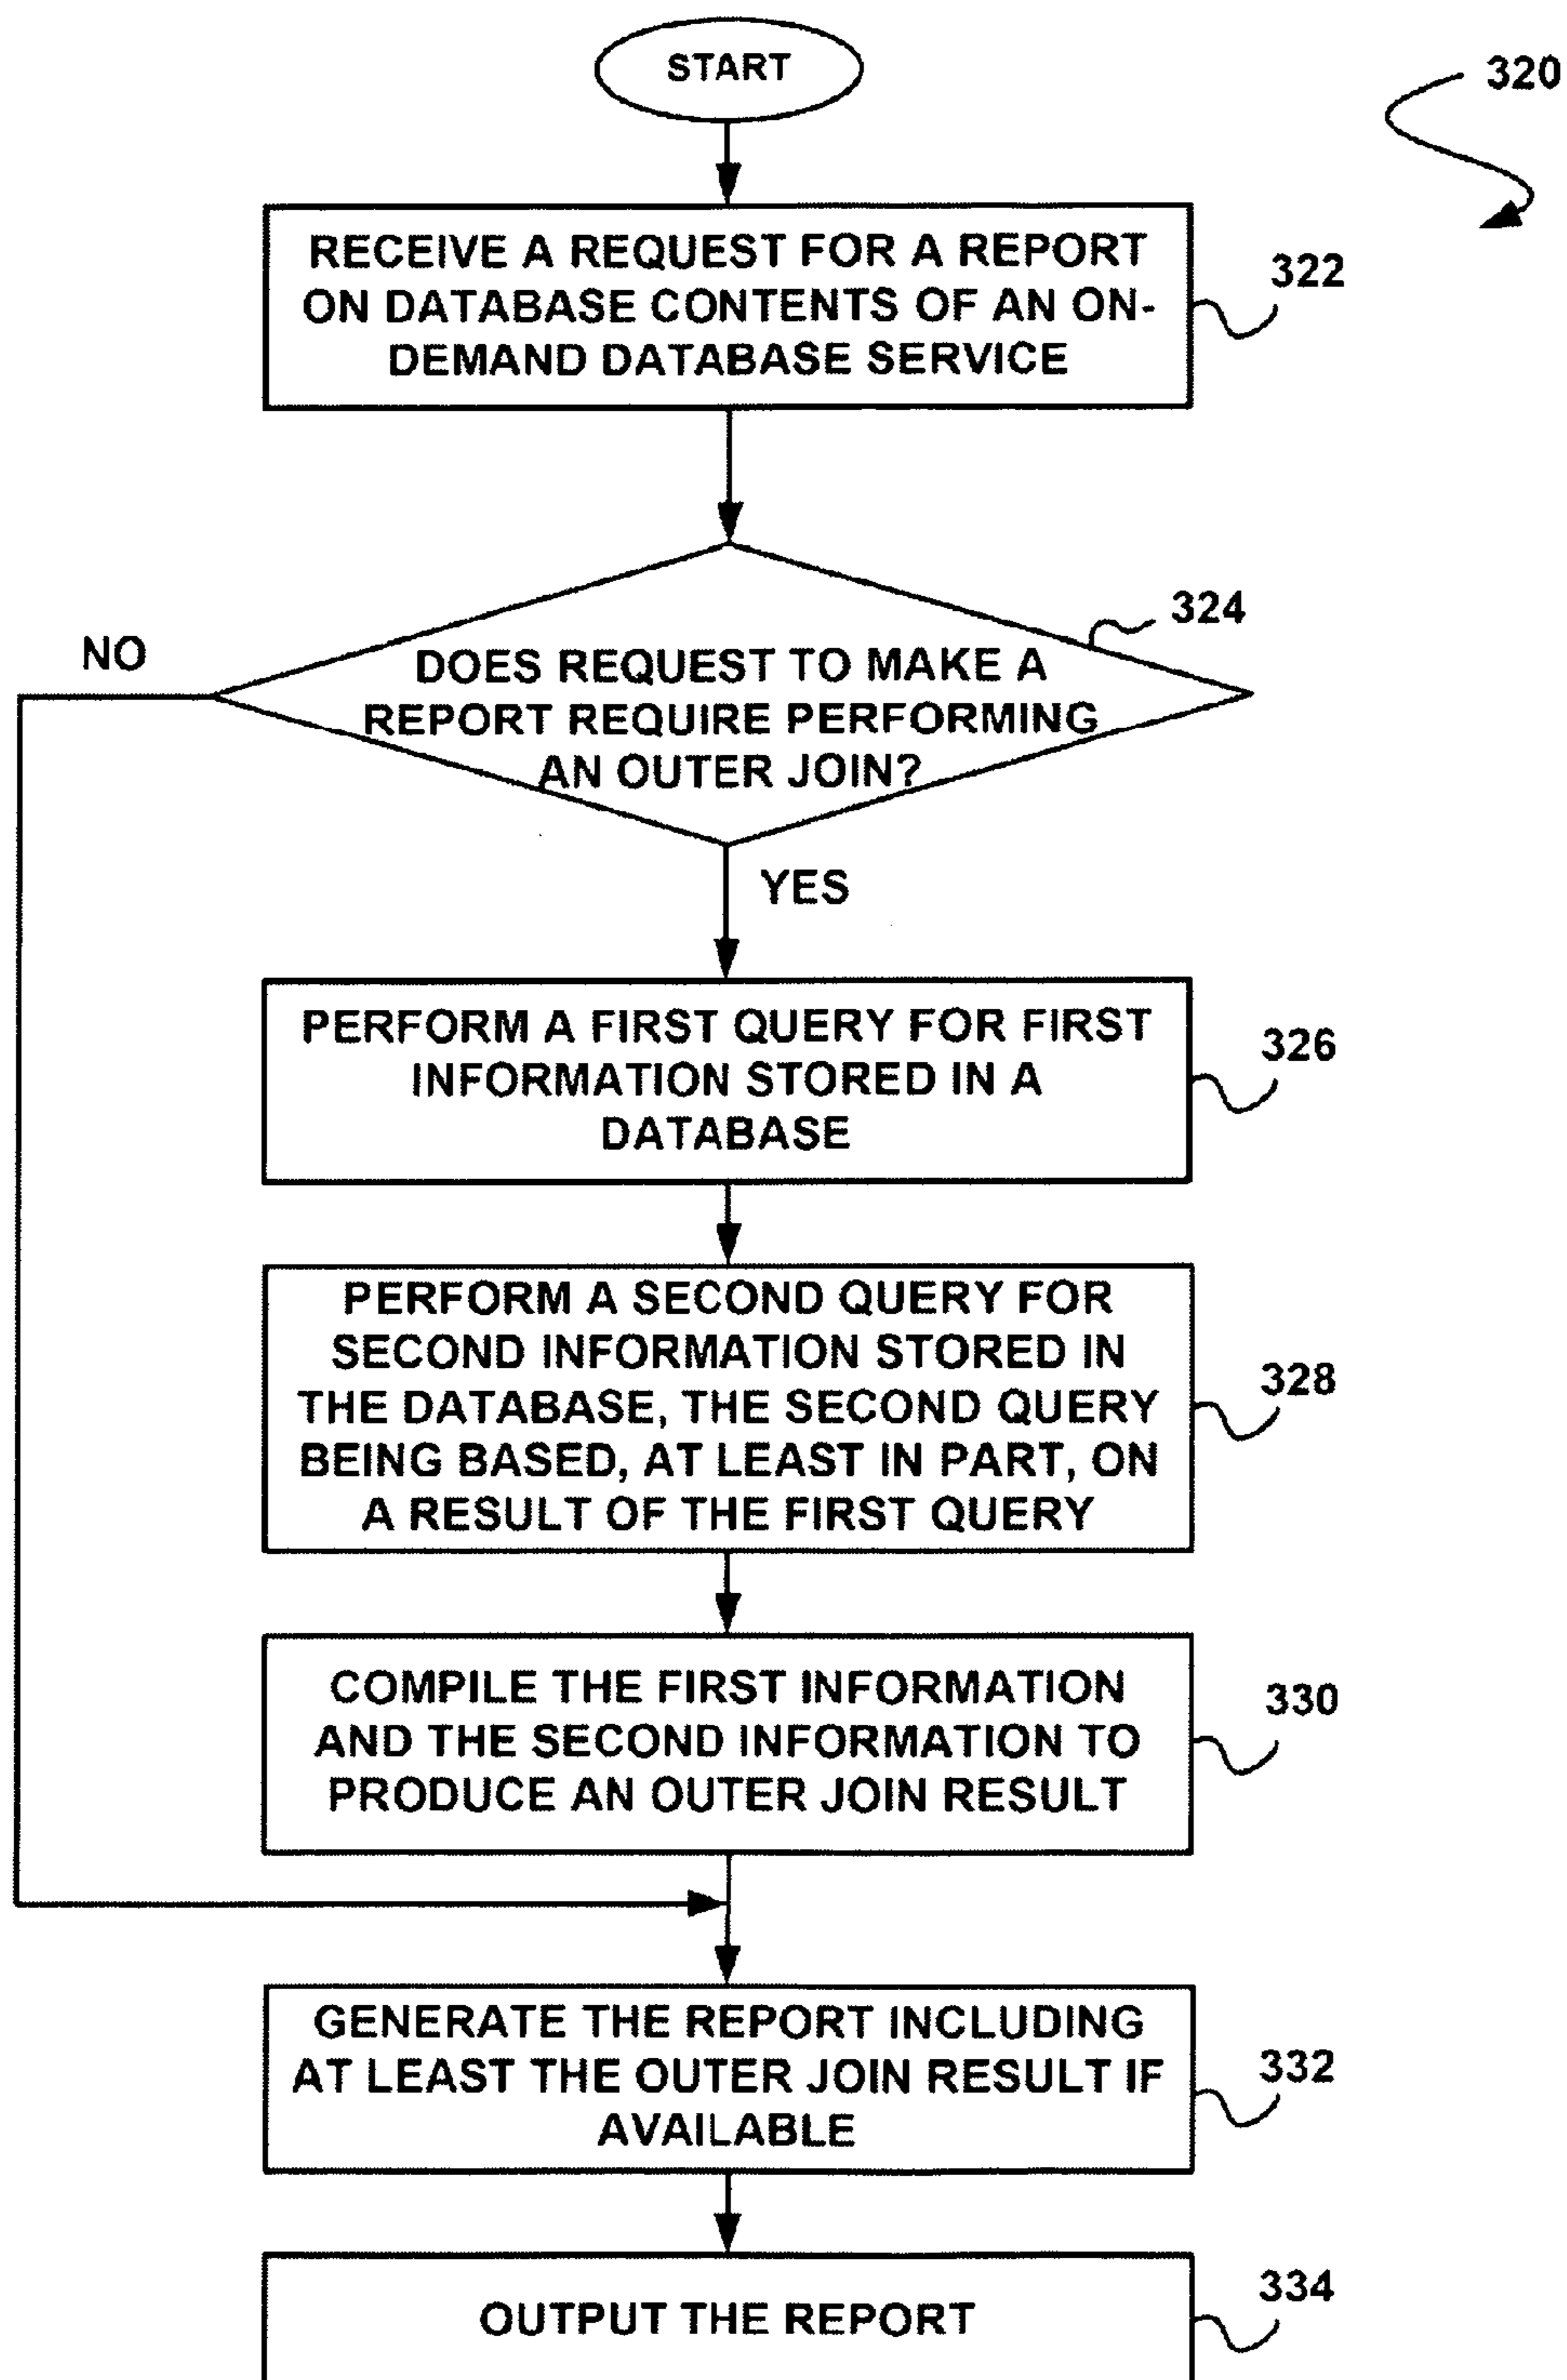 START
320
RECEIVE A REQUEST FOR A REPORT
ON DATABASE CONTENTS OF AN ON-
DEMAND DATABASE SERVICE
322
324
NO
DOES REQUEST TO MAKE A
REPORT REQUIRE PERFORMING
AN OUTER JOIN?
YES
PERFORM A FIRST QUERY FOR FIRST
INFORMATION STORED IN A
DATABASE
326
PERFORM A SECOND QUERY FOR
SECOND INFORMATION STORED IN
THE DATABASE, THE SECOND QUERY
BEING BASED, AT LEAST IN PART, ON
A RESULT OF THE FIRST QUERY
328
COMPILE THE FIRST INFORMATION
AND THE SECOND INFORMATION TO
PRODUCE AN OUTER JOIN RESULT
330
GENERATE THE REPORT INCLUDING
AT LEAST THE OUTER JOIN RESULT IF
AVAILABLE
332
OUTPUT THE REPORT
334